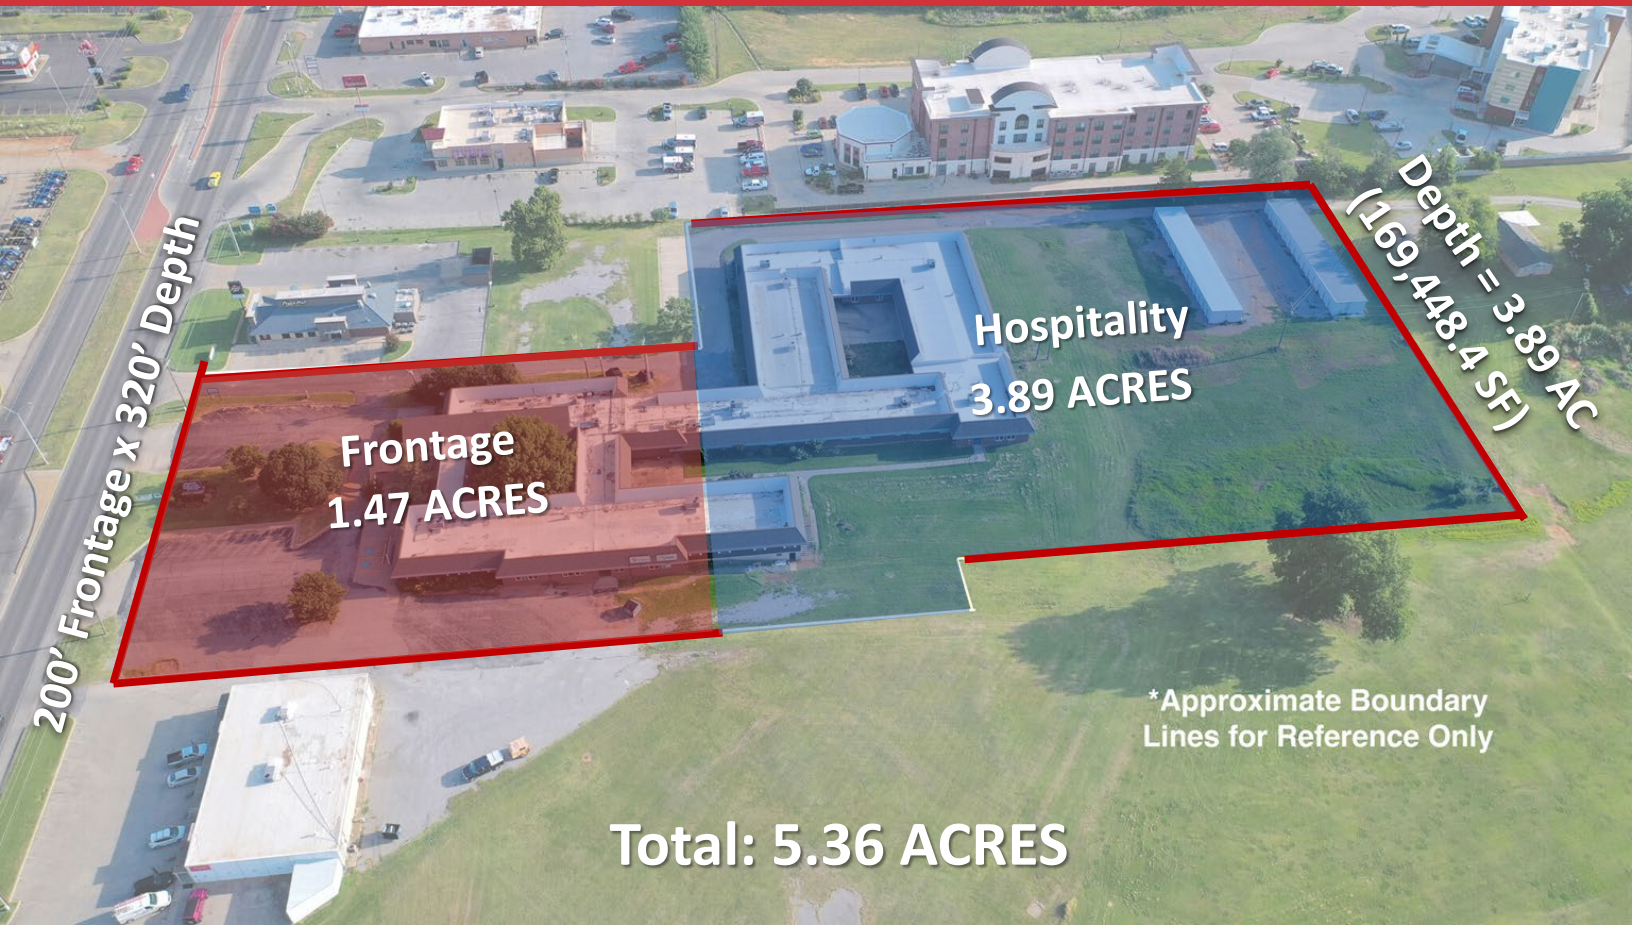 200’ Frontage x 320’ Depth
Depth = 3.89 AC
(169,448.4 SF)
Hospitality
3.89 ACRES
Frontage
1.47 ACRES
*Approximate Boundary
Lines for Reference Only
Total: 5.36 ACRES